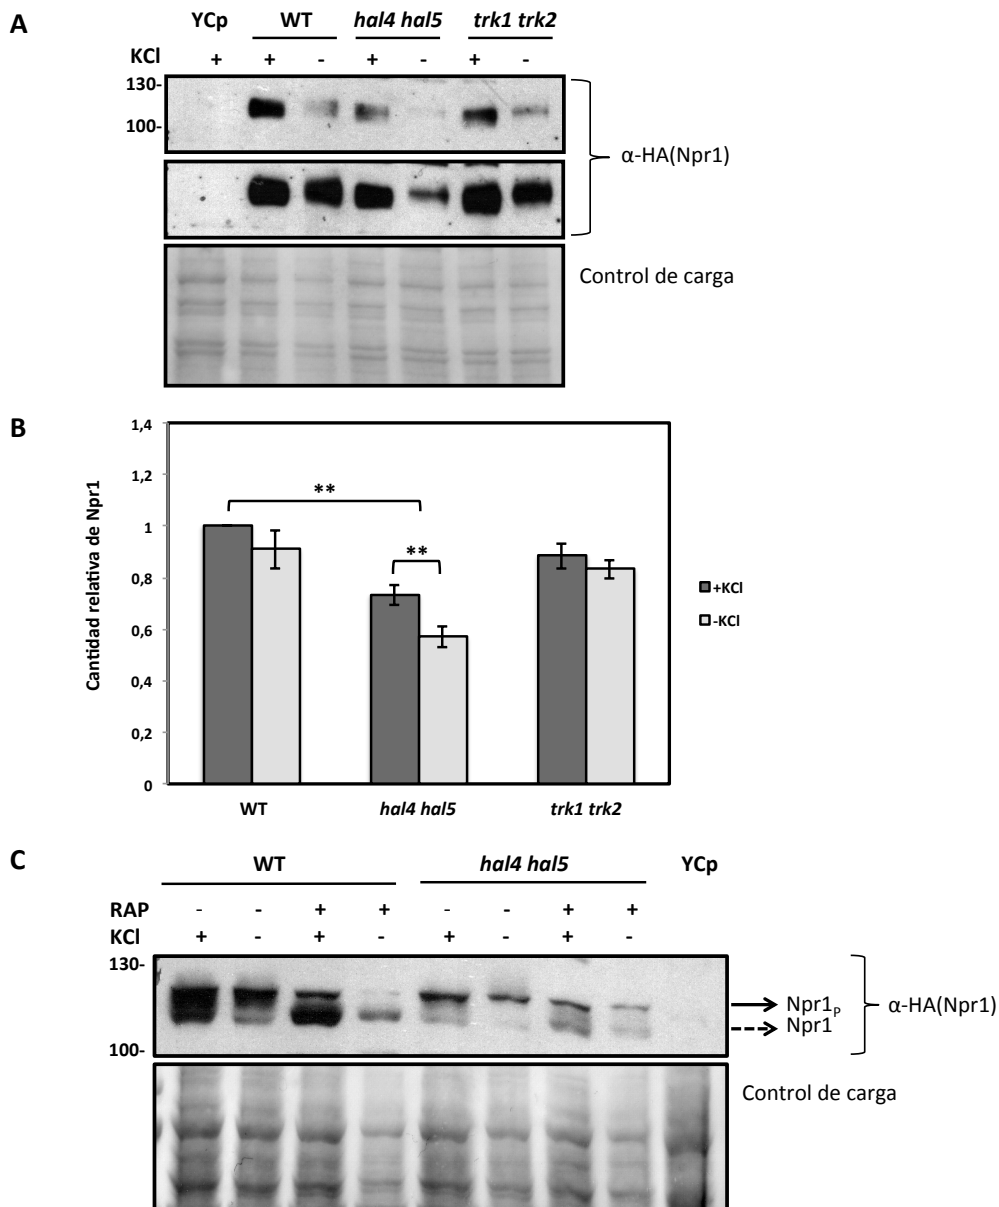 A
YCp WT hal4 hal5 trk1 trk2
KCl + + - + - + -
130-
100-
α-HA(Npr1)
Control de carga
B
Cantidad relativa de Npr1
1,4
1,2
1
0,8
0,6
0,4
0,2
0
**
**
+KCl
-KCl
WT hal4 hal5 trk1 trk2
C
WT hal4 hal5 YCp
RAP - - + + - - + +
KCl + - + - + - + -
130-
100-
Npr1P
Npr1
α-HA(Npr1)
Control de carga